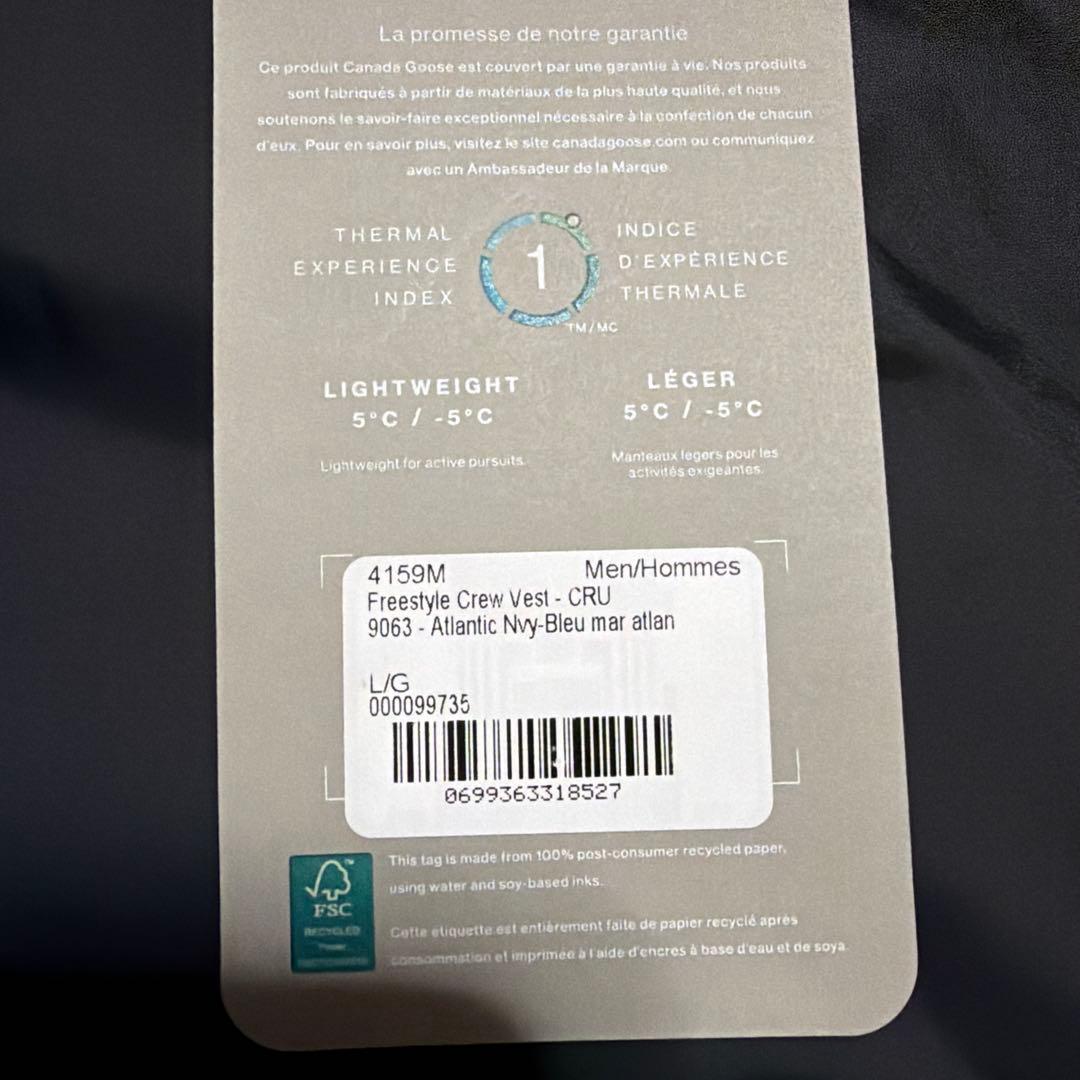 La promesse de notre garantie
Ce produit Canada Goose est couvert par une garantie à vie. Nos produits
sont fabriqués à partir de matériaux de la plus haute qualité, et nous
soutenons le savoir-faire exceptionnel nécessaire à la confection de chacun
d'eux. Pour en savoir plus, visitez le site canadagoose.com ou communiquez
avec un Ambassadeur de la Marque.
THERMAL
EXPERIENCE
INDEX
1
TM/MC
INDICE
D'EXPÉRIENCE
THERMALE
LIGHTWEIGHT
5°C / -5°C
Lightweight for active pursuits.
LÉGER
5°C / -5°C
Manteaux légers pour les
activités exigeantes.
4159M Men/Hommes
Freestyle Crew Vest - CRU
9063 - Atlantic Nvy-Bleu mar atlan
L/G
000099735
0699363318527
FSC
RECYCLED
Paper
This tag is made from 100% post-consumer recycled paper,
using water and soy-based inks.
Cette étiquette est entièrement faite de papier recyclé après
consommation et imprimée à l'aide d'encres à base d'eau et de soya.